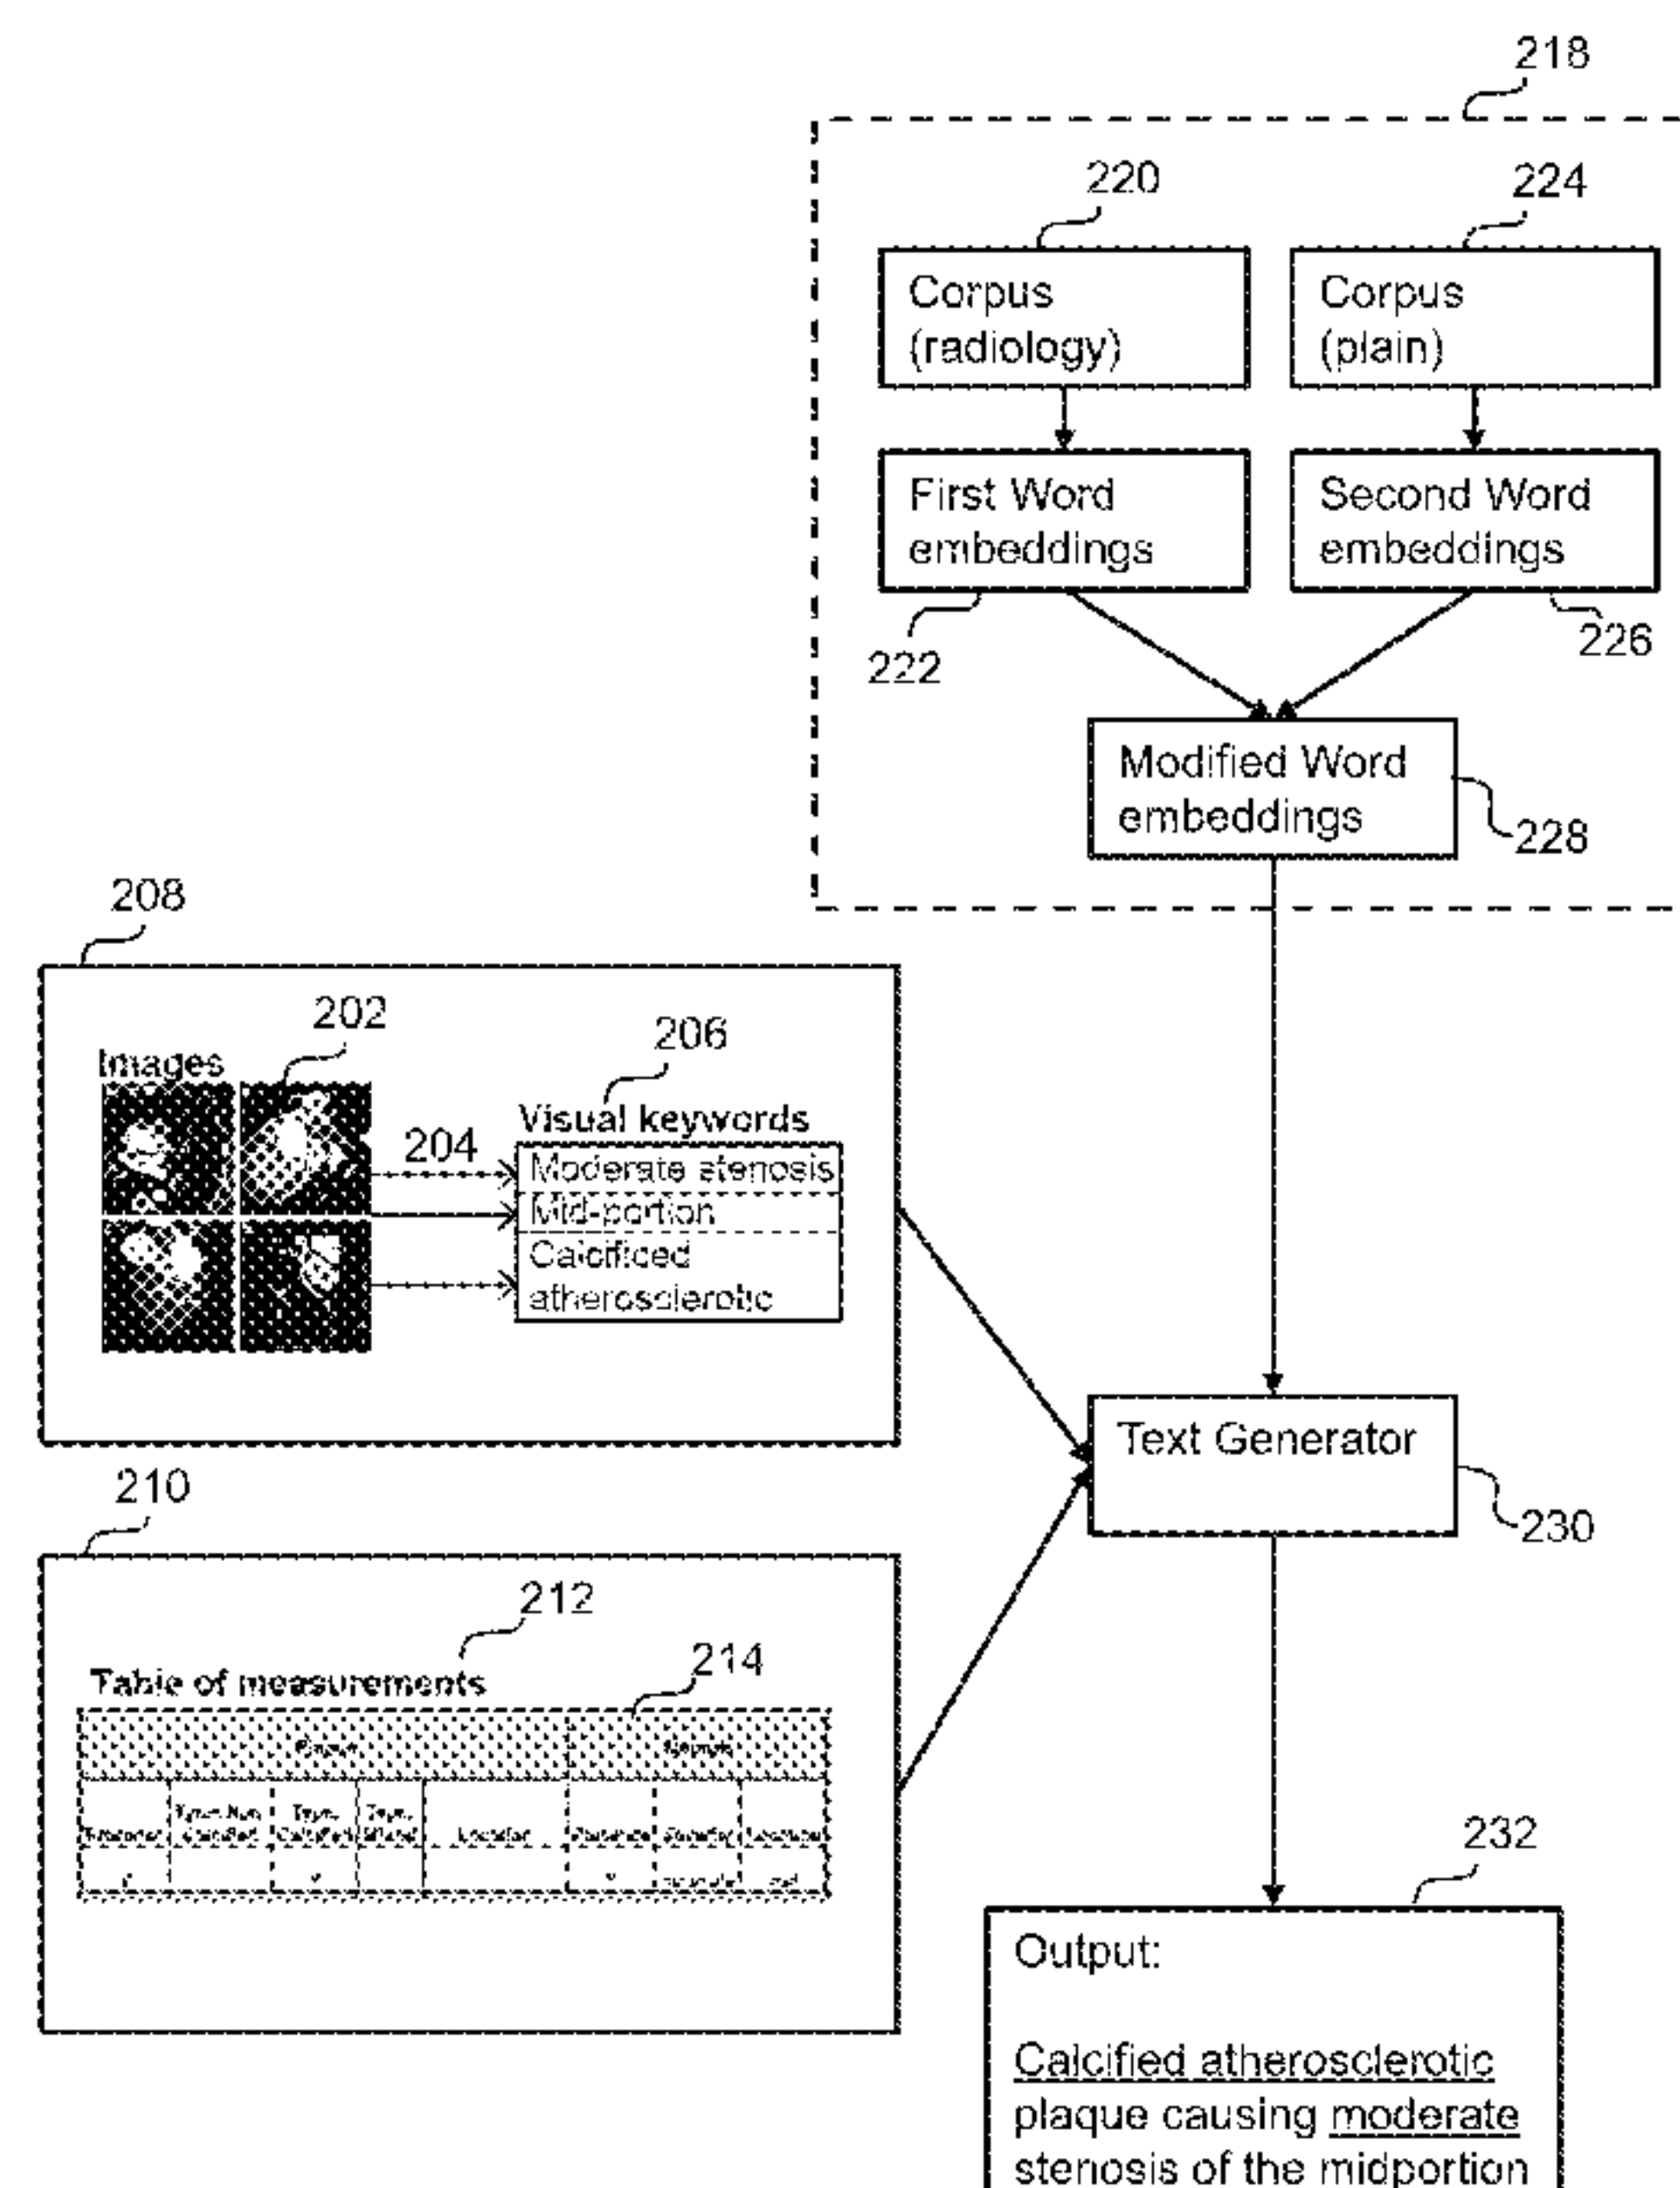 218
220
224
Corpus
(radiology)
Corpus
(plain)
First Word
embeddings
Second Word
embeddings
222
226
Modified Word
embeddings
228
208
202
206
Images
204
Visual keywords
Moderate stenosis
Mid-portion
Calcificed
atherosclerotic
Text Generator
230
210
212
214
Table of measurements
Location
232
Output:
Calcified atherosclerotic
plaque causing moderate
stenosis of the midportion